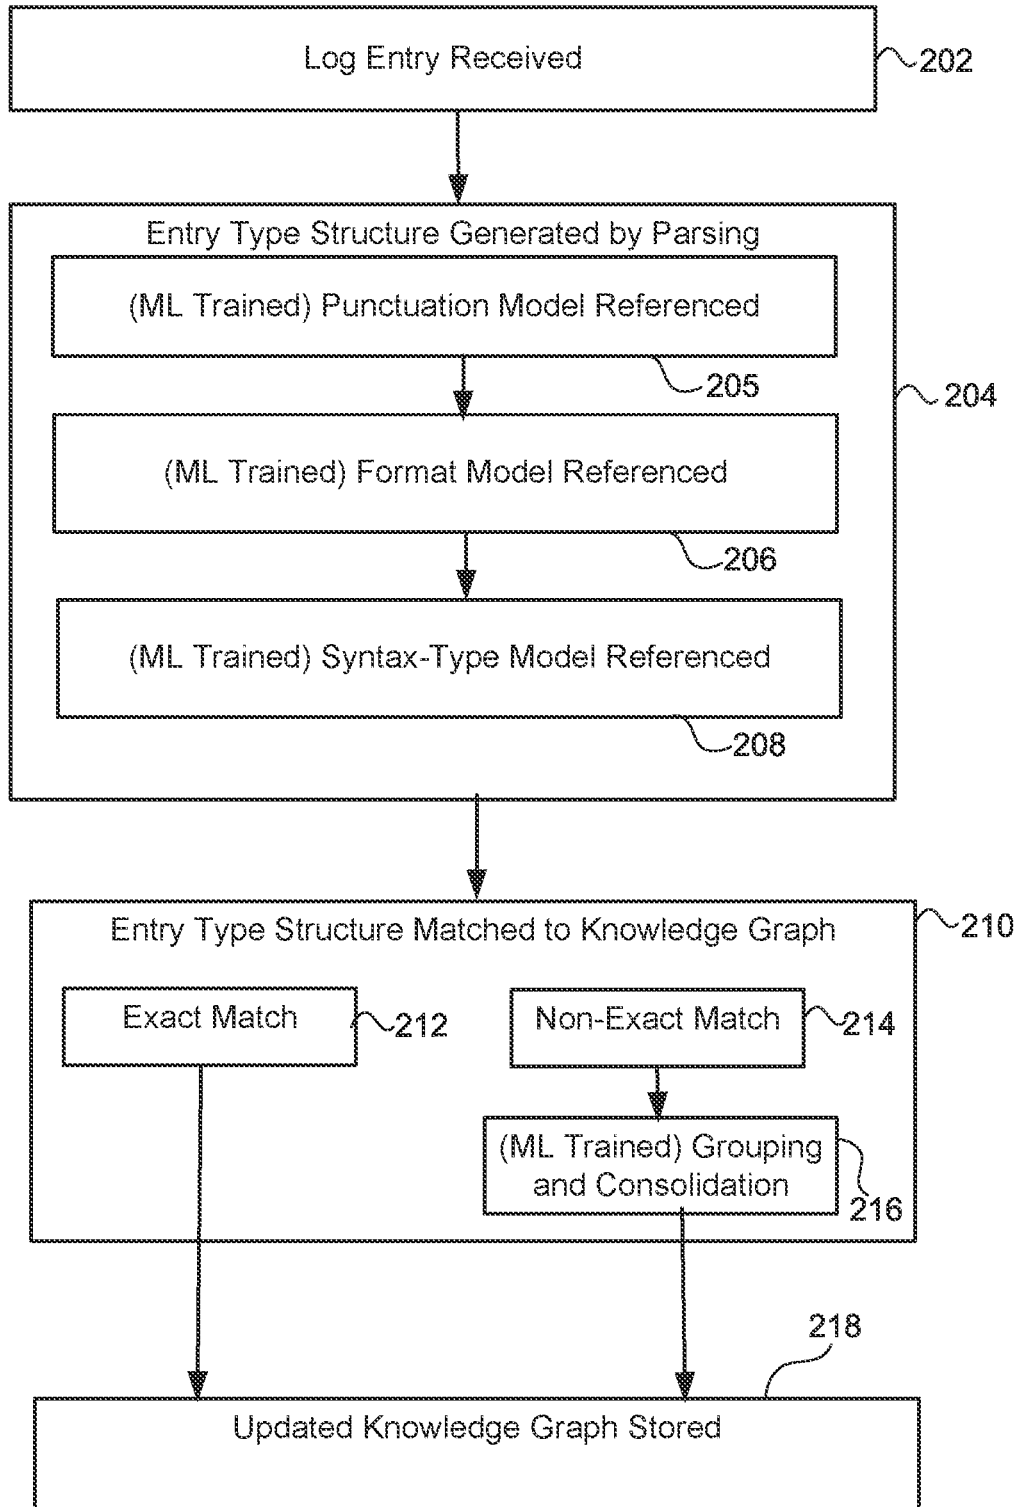 Log Entry Received
202
Entry Type Structure Generated by Parsing
(ML Trained) Punctuation Model Referenced
205
204
(ML Trained) Format Model Referenced
206
(ML Trained) Syntax-Type Model Referenced
208
Entry Type Structure Matched to Knowledge Graph
210
Exact Match
212
Non-Exact Match
214
(ML Trained) Grouping
and Consolidation
216
218
Updated Knowledge Graph Stored